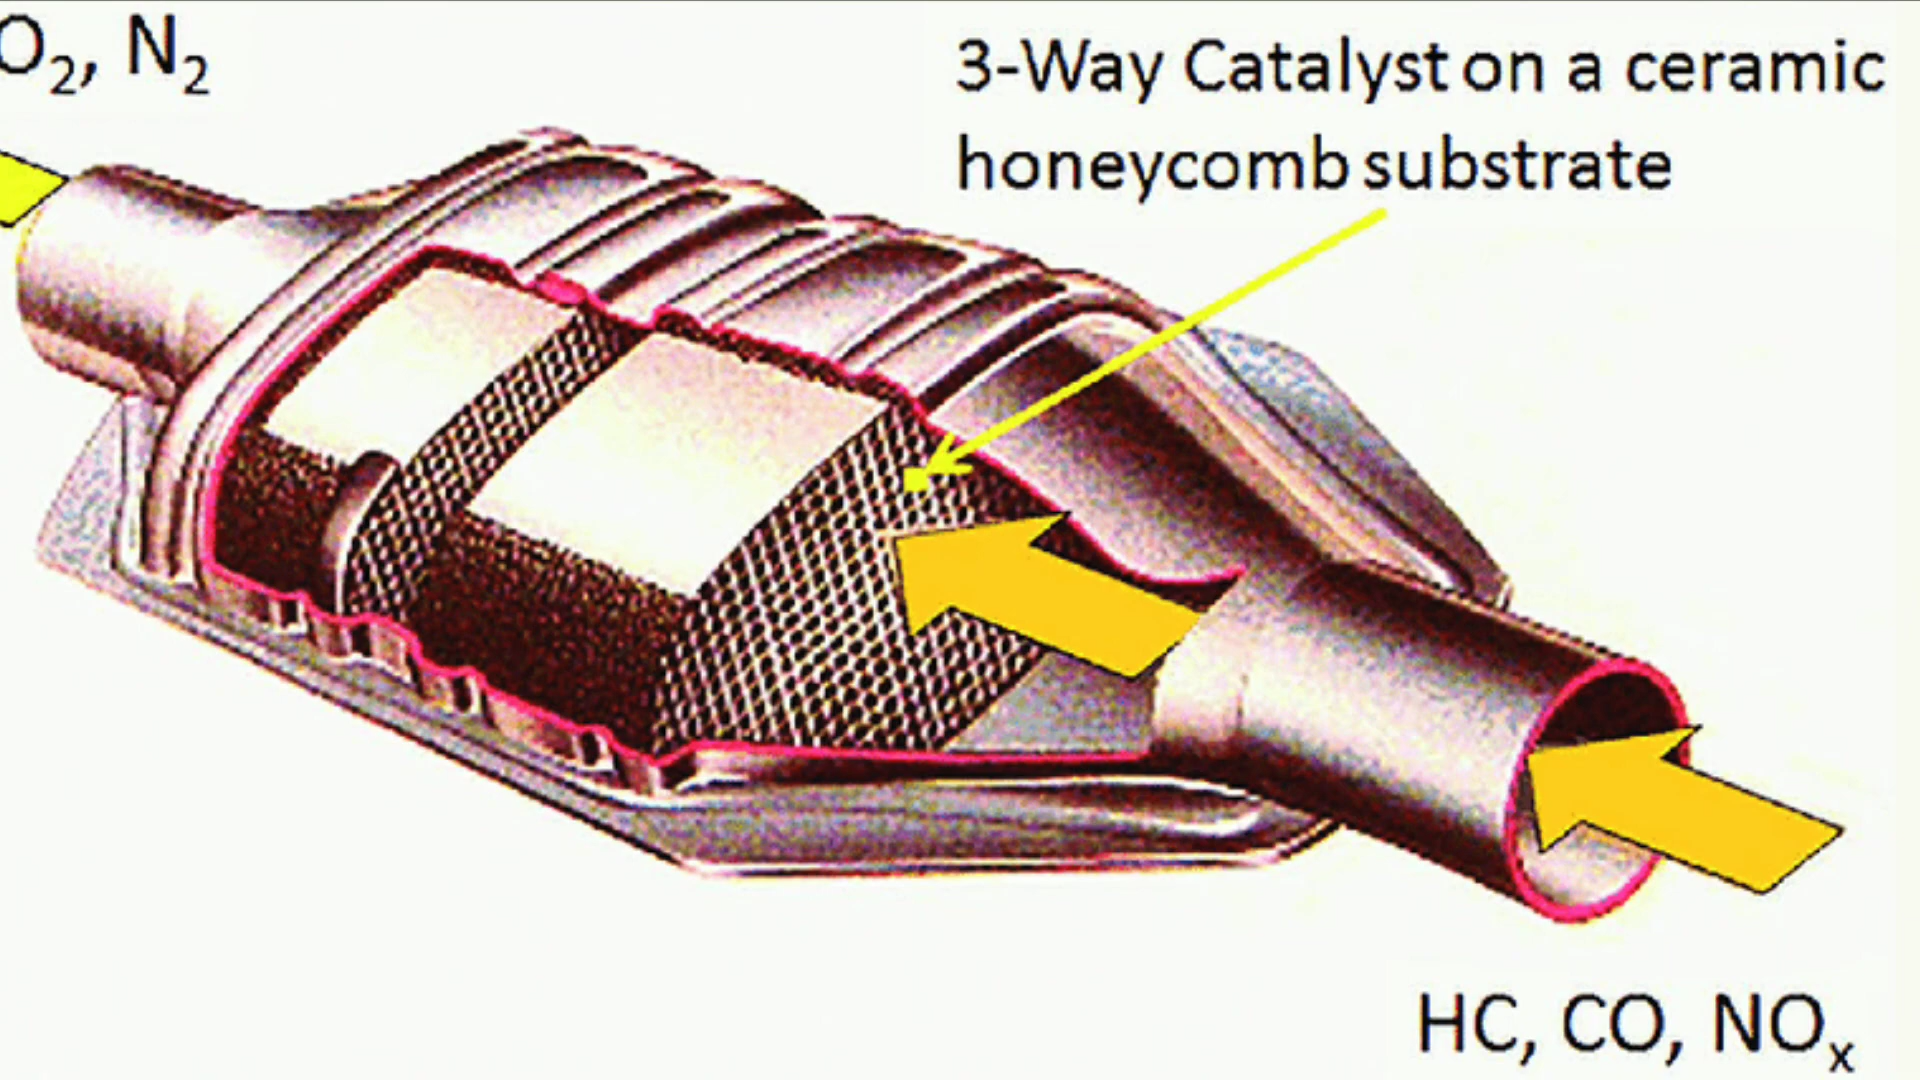 O₂, N₂
3-Way Catalyst on a ceramic
honeycomb substrate
HC, CO, NOₓ